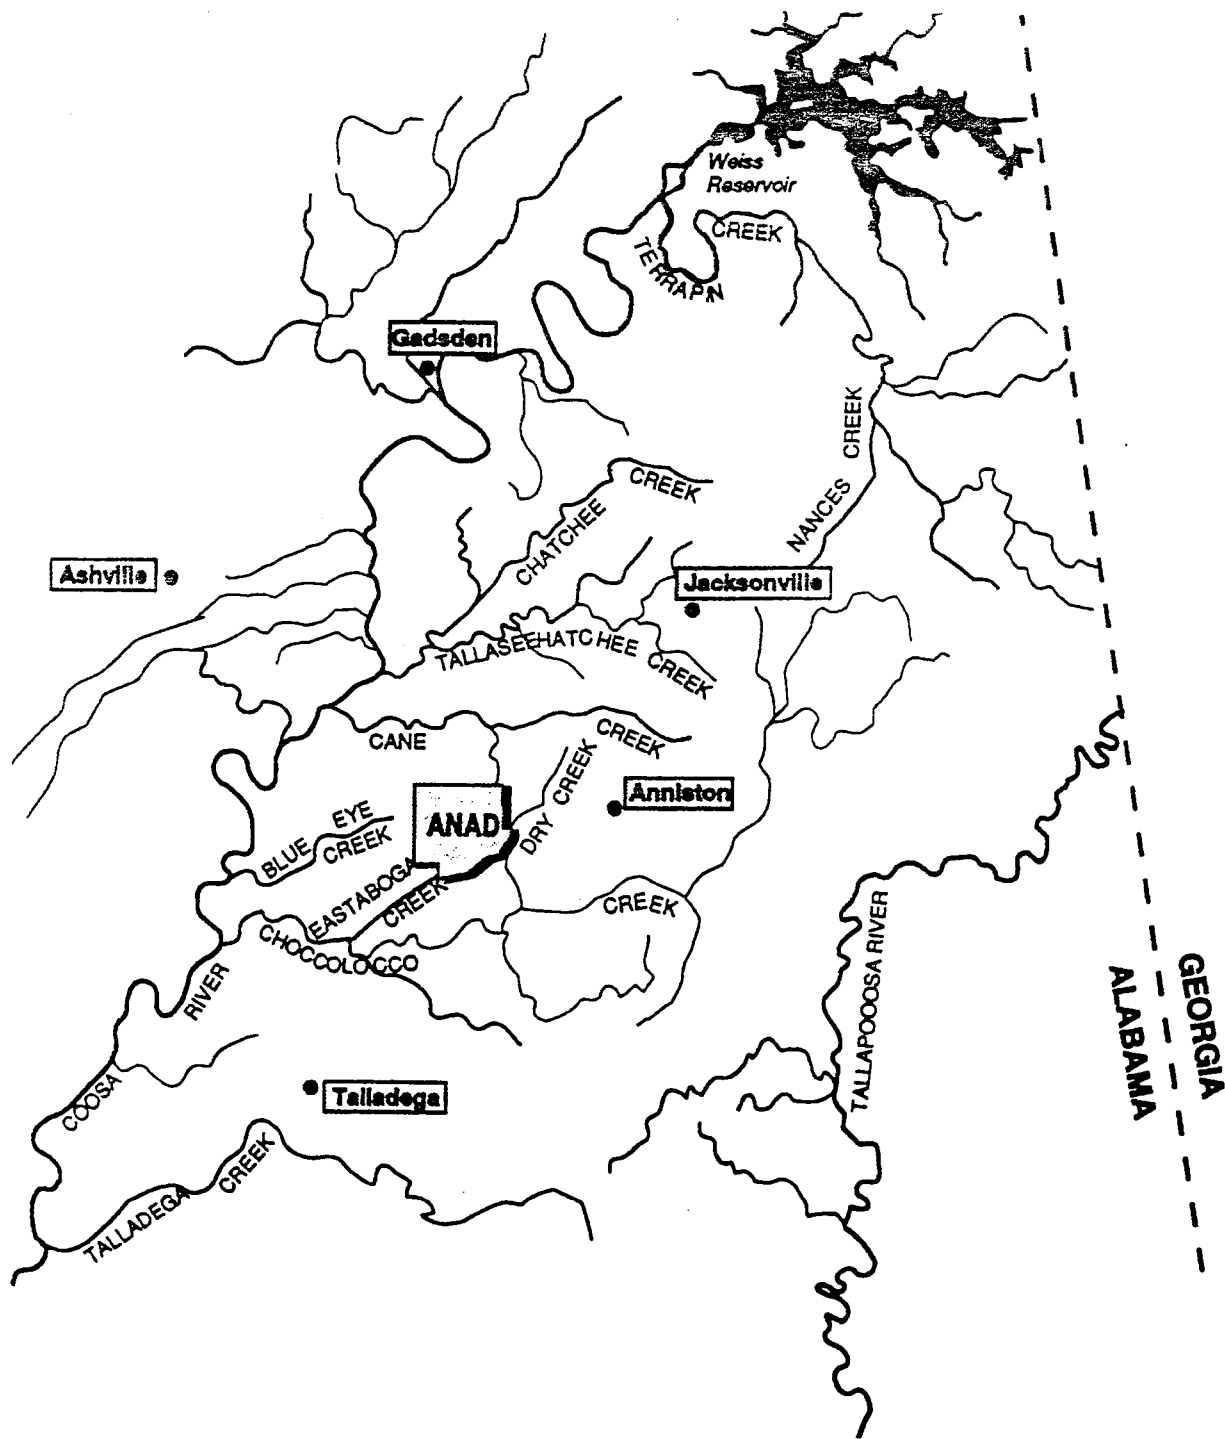 Weiss
Reservoir
CREEK
TERRAPIN
Gadsden
CREEK
NANCES
CREEK
CHATCHEE
Ashville
Jacksonville
TALLASEEHATCHEE CREEK
CANE
CREEK
Anniston
BLUE EYE
CREEK
ANAD
DRY CREEK
EASTABOGA
CREEK
CREEK
CHOCCOLOCCO
TALLAPOOOSA RIVER
RIVER
COOSA
GEORGIA
ALABAMA
Talladega
TALLADEGA
CREEK